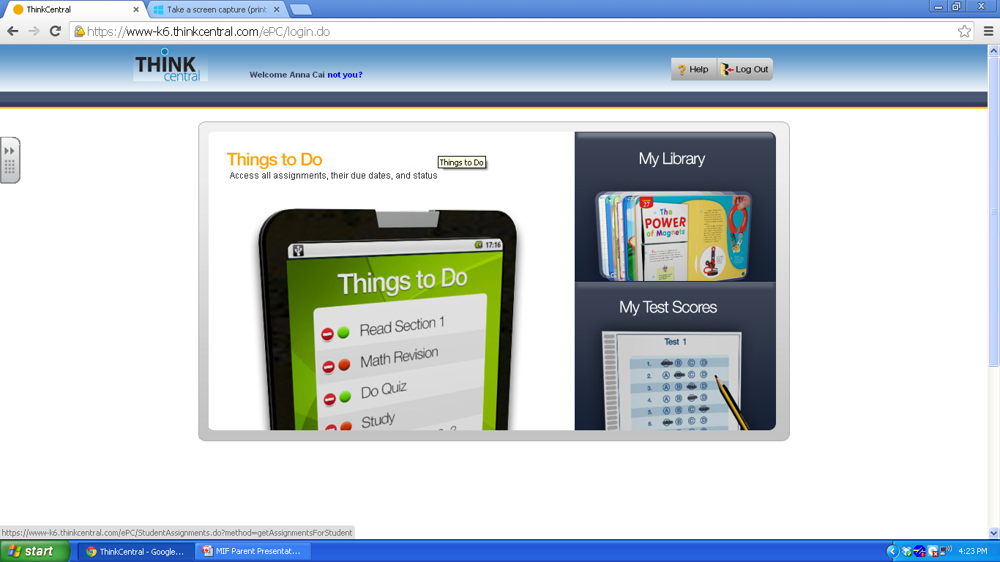 ThinkCentral
Take a screen capture (print
https://www-k6.thinkcentral.com/ePC/login.do
THINK
central
Welcome Anna Cai not you?
Help
Log Out
Things to Do
Things to Do
Access all assignments, their due dates, and status
17:16
Things to Do
Read Section 1
Math Revision
Do Quiz
Study
My Library
27
The
POWER
of Magnets
My Test Scores
Test 1
1. B C D
2. A C D
3. A B D
4. A B D
5. A B C
6. B C D
https://www-k6.thinkcentral.com/ePC/StudentAssignments.do?method=getAssignmentsForStudent
start
ThinkCentral - Google...
MIF Parent Presentat...
4:23 PM